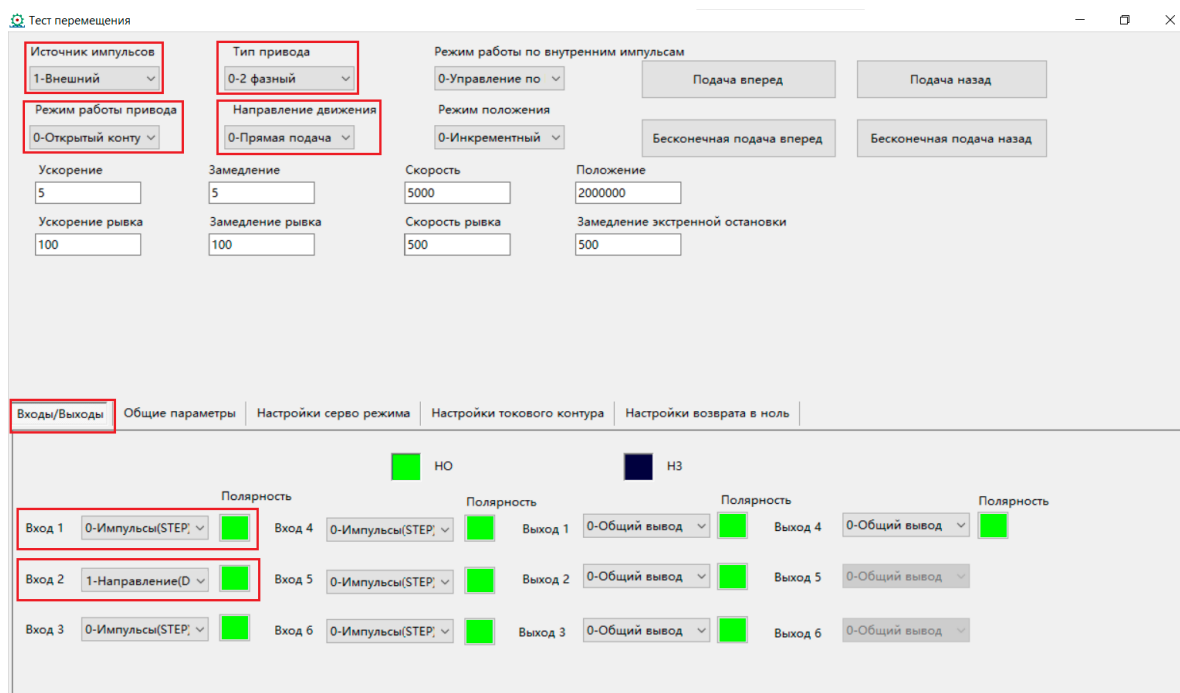 Тест перемещения
Источник импульсов Тип привода Режим работы по внутренним импульсам
1-Внешний 0-2 фазный 0-Управление по Подача вперед Подача назад
Режим работы привода Направление движения Режим положения
0-Открытый конту 0-Прямая подача 0-Инкрементный Бесконечная подача вперед Бесконечная подача назад
Ускорение Замедление Скорость Положение
5 5 5000 2000000
Ускорение рывка Замедление рывка Скорость рывка Замедление экстренной остановки
100 100 500 500
Входы/Выходы Общие параметры Настройки серво режима Настройки токового контура Настройки возврата в ноль
НО НЗ
Полярность Полярность Полярность Полярность
Вход 1 0-Импульсы(STEP) Вход 4 0-Импульсы(STEP) Выход 1 0-Общий вывод Выход 4 0-Общий вывод
Вход 2 1-Направление(D Вход 5 0-Импульсы(STEP) Выход 2 0-Общий вывод Выход 5 0-Общий вывод
Вход 3 0-Импульсы(STEP) Вход 6 0-Импульсы(STEP) Выход 3 0-Общий вывод Выход 6 0-Общий вывод